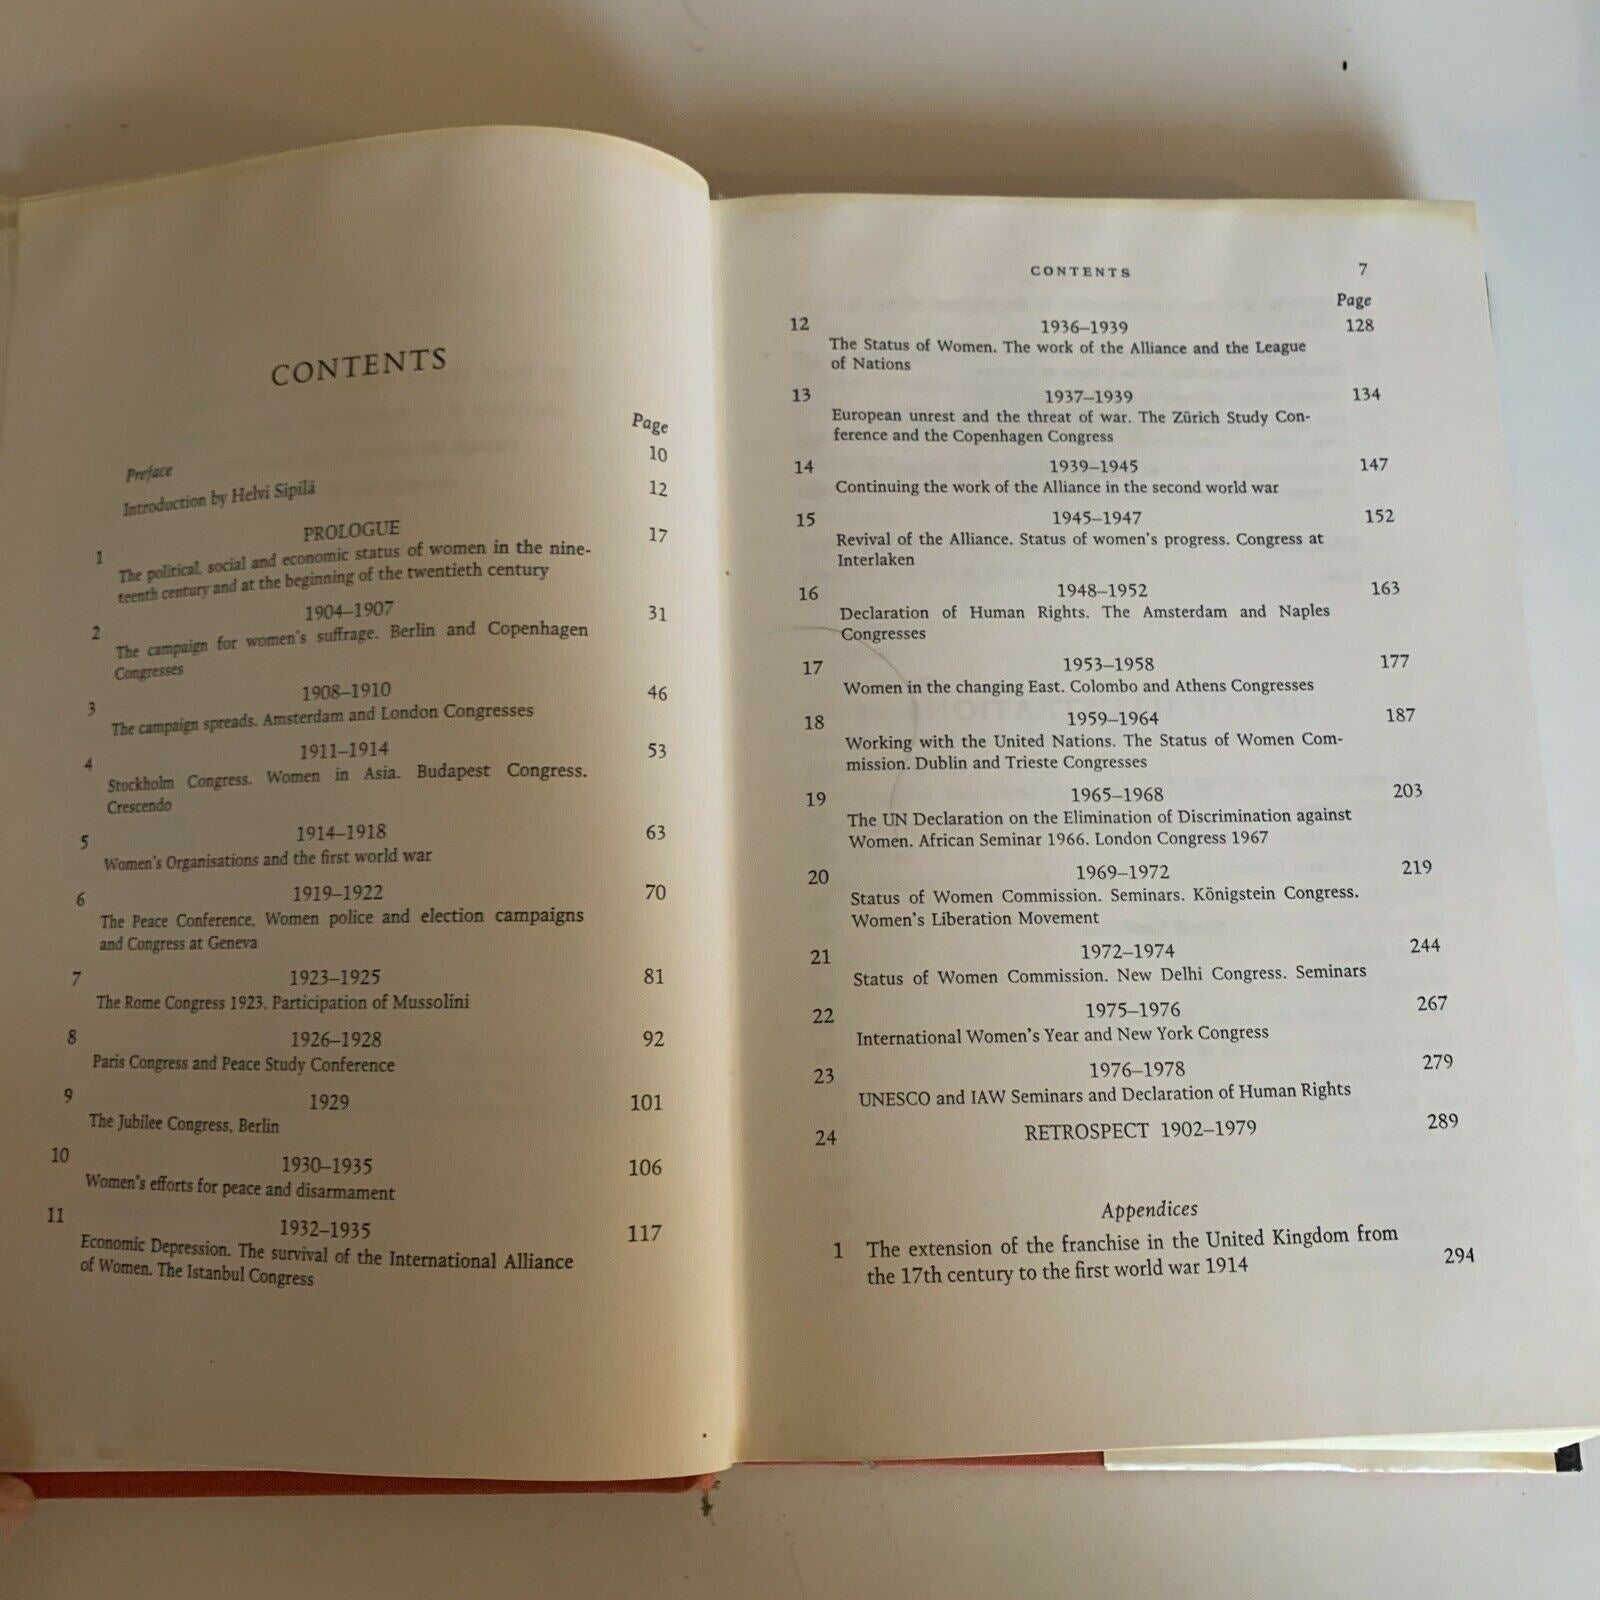 CONTENTS
Page
Preface 10
Introduction by Helvi Sipilä 12
1 PROLOGUE 17
The political, social and economic status of women in the nine-
teenth century and at the beginning of the twentieth century
2 1904–1907 31
The campaign for women's suffrage. Berlin and Copenhagen
Congresses
3 1908–1910 46
The campaign spreads. Amsterdam and London Congresses
4 1911–1914 53
Stockholm Congress. Women in Asia. Budapest Congress.
Crescendo
5 1914–1918 63
Women's Organisations and the first world war
6 1919–1922 70
The Peace Conference, Women police and election campaigns
and Congress at Geneva
7 1923–1925 81
The Rome Congress 1923. Participation of Mussolini
8 1926–1928 92
Paris Congress and Peace Study Conference
9 1929 101
The Jubilee Congress, Berlin
10 1930–1935 106
Women's efforts for peace and disarmament
11 1932–1935 117
Economic Depression. The survival of the International Alliance
of Women. The Istanbul Congress
CONTENTS 7
Page
12 1936–1939 128
The Status of Women. The work of the Alliance and the League
of Nations
13 1937–1939 134
European unrest and the threat of war. The Zürich Study Con-
ference and the Copenhagen Congress
14 1939–1945 147
Continuing the work of the Alliance in the second world war
15 1945–1947 152
Revival of the Alliance. Status of women's progress. Congress at
Interlaken
16 1948–1952 163
Declaration of Human Rights. The Amsterdam and Naples
Congresses
17 1953–1958 177
Women in the changing East. Colombo and Athens Congresses
18 1959–1964 187
Working with the United Nations. The Status of Women Com-
mission. Dublin and Trieste Congresses
19 1965–1968 203
The UN Declaration on the Elimination of Discrimination against
Women. African Seminar 1966. London Congress 1967
20 1969–1972 219
Status of Women Commission. Seminars. Königstein Congress.
Women's Liberation Movement
21 1972–1974 244
Status of Women Commission. New Delhi Congress. Seminars
22 1975–1976 267
International Women's Year and New York Congress
23 1976–1978 279
UNESCO and IAW Seminars and Declaration of Human Rights
24 RETROSPECT 1902–1979 289
Appendices
1 The extension of the franchise in the United Kingdom from
the 17th century to the first world war 1914 294